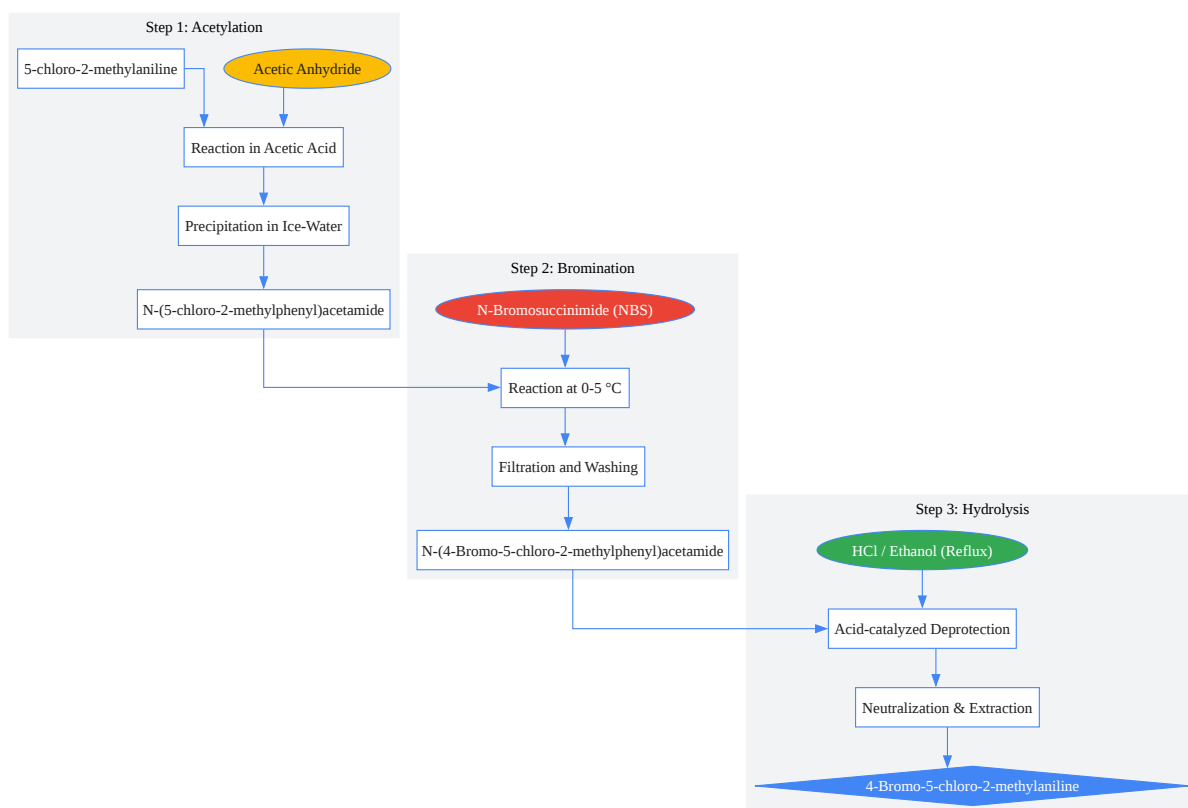 Step 1: Acetylation
5-chloro-2-methylaniline
Acetic Anhydride
Reaction in Acetic Acid
Precipitation in Ice-Water
N-(5-chloro-2-methylphenyl)acetamide
Step 2: Bromination
N-Bromosuccinimide (NBS)
Reaction at 0-5 °C
Filtration and Washing
N-(4-Bromo-5-chloro-2-methylphenyl)acetamide
Step 3: Hydrolysis
HCl / Ethanol (Reflux)
Acid-catalyzed Deprotection
Neutralization & Extraction
4-Bromo-5-chloro-2-methylaniline